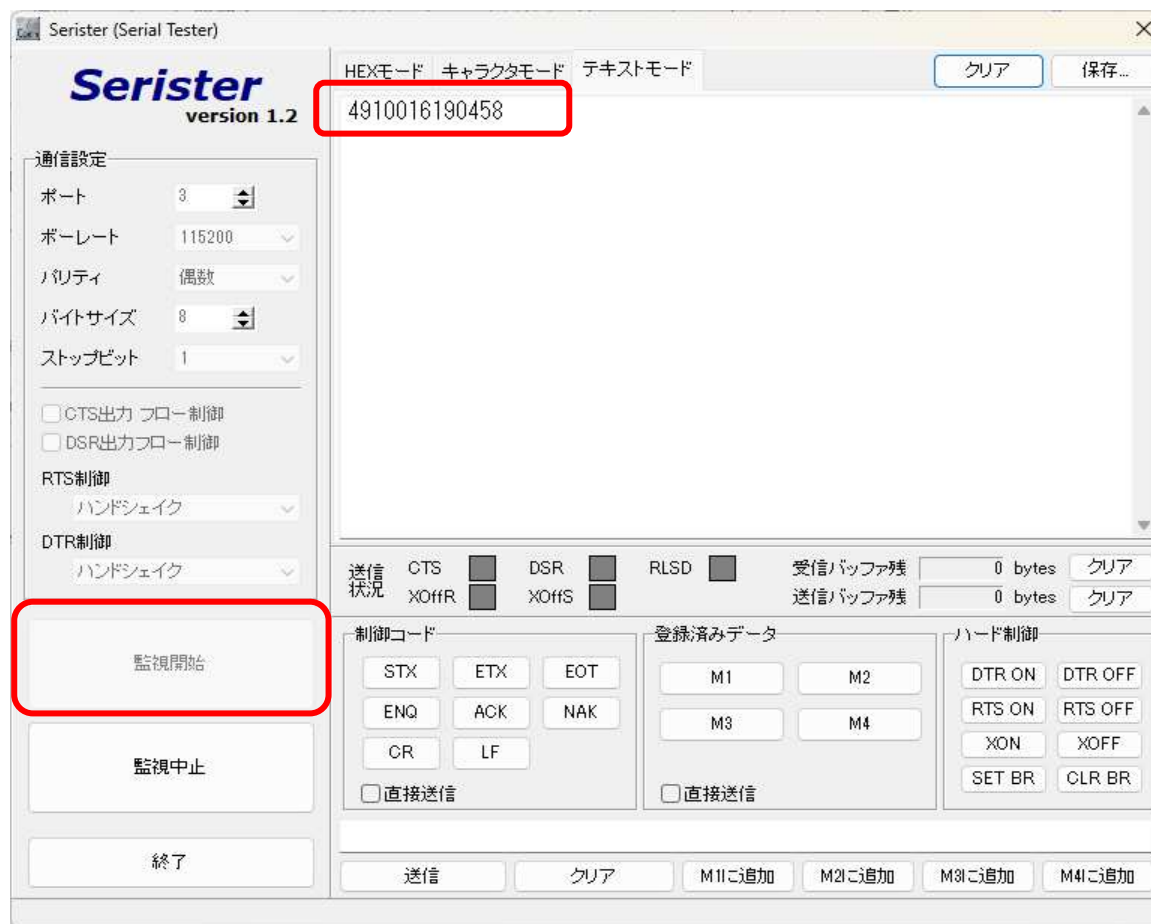 Serister (Serial Tester)
Serister
version 1.2
通信設定
ポート 3
ボーレート 115200
パリティ 偶数
バイトサイズ 8
ストップビット 1
CTS出力 フロー制御
DSR出力フロー制御
RTS制御
ハンドシェイク
DTR制御
ハンドシェイク
監視開始
監視中止
終了
HEXモード キャラクタモード テキストモード クリア 保存...
4910016190458
送信状況
CTS DSR RLSD 受信バッファ残 0 bytes クリア
XOffR XOffS 送信バッファ残 0 bytes クリア
制御コード
STX ETX EOT
ENQ ACK NAK
CR LF
直接送信
登録済みデータ
M1 M2
M3 M4
直接送信
ハード制御
DTR ON DTR OFF
RTS ON RTS OFF
XON XOFF
SET BR CLR BR
送信 クリア M1に追加 M2に追加 M3に追加 M4に追加